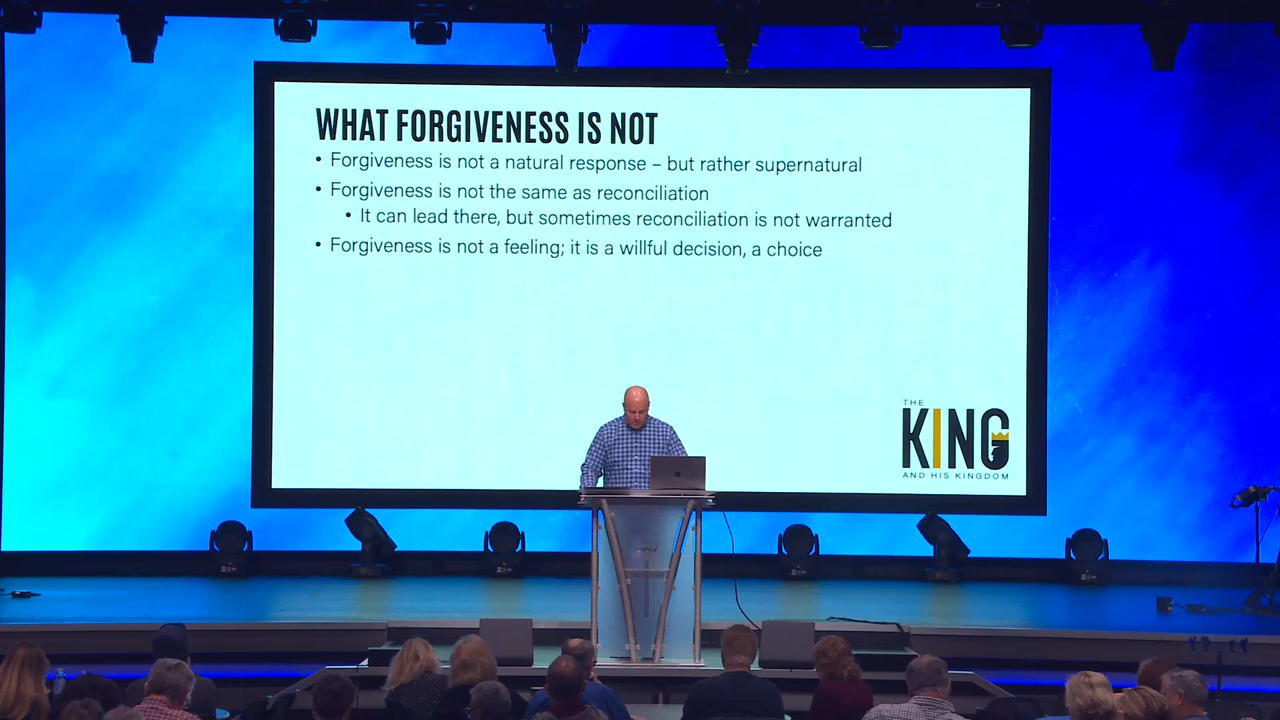 WHAT FORGIVENESS IS NOT
• Forgiveness is not a natural response – but rather supernatural
• Forgiveness is not the same as reconciliation
• It can lead there, but sometimes reconciliation is not warranted
• Forgiveness is not a feeling; it is a willful decision, a choice
THE
KING
AND HIS KINGDOM